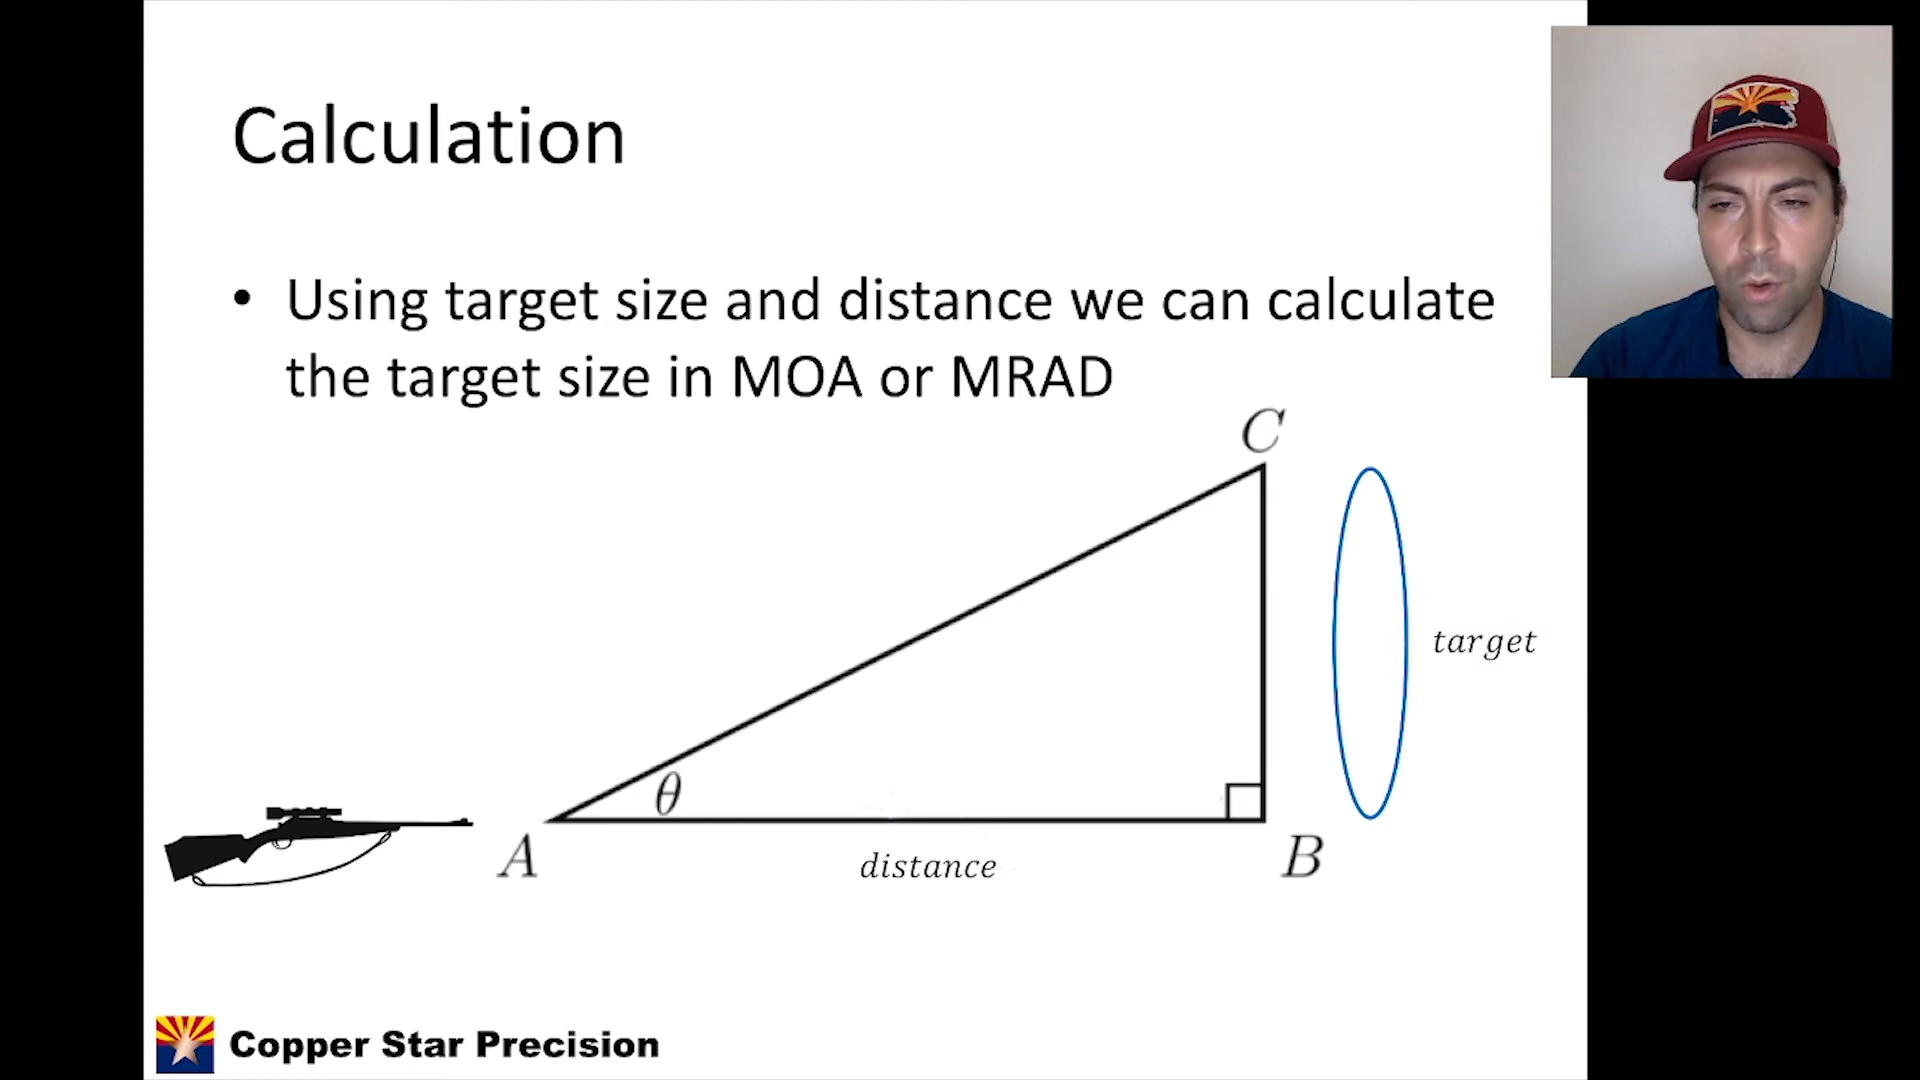 Calculation
• Using target size and distance we can calculate
the target size in MOA or MRAD
C
target
θ
A
distance
B
Copper Star Precision